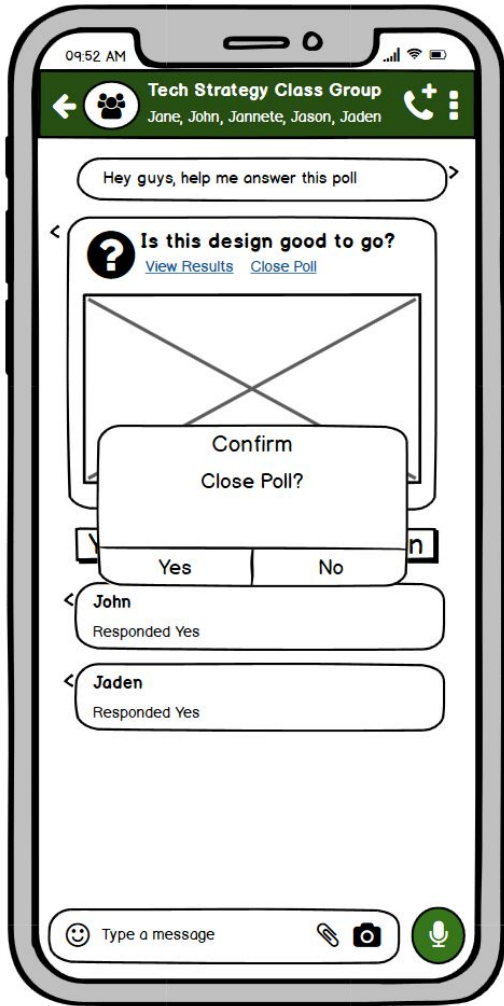 09:52 AM
Tech Strategy Class Group
Jane, John, Jannete, Jason, Jaden
Hey guys, help me answer this poll
Is this design good to go?
View Results Close Poll
Confirm
Close Poll?
Yes No
John
Responded Yes
Jaden
Responded Yes
Type a message